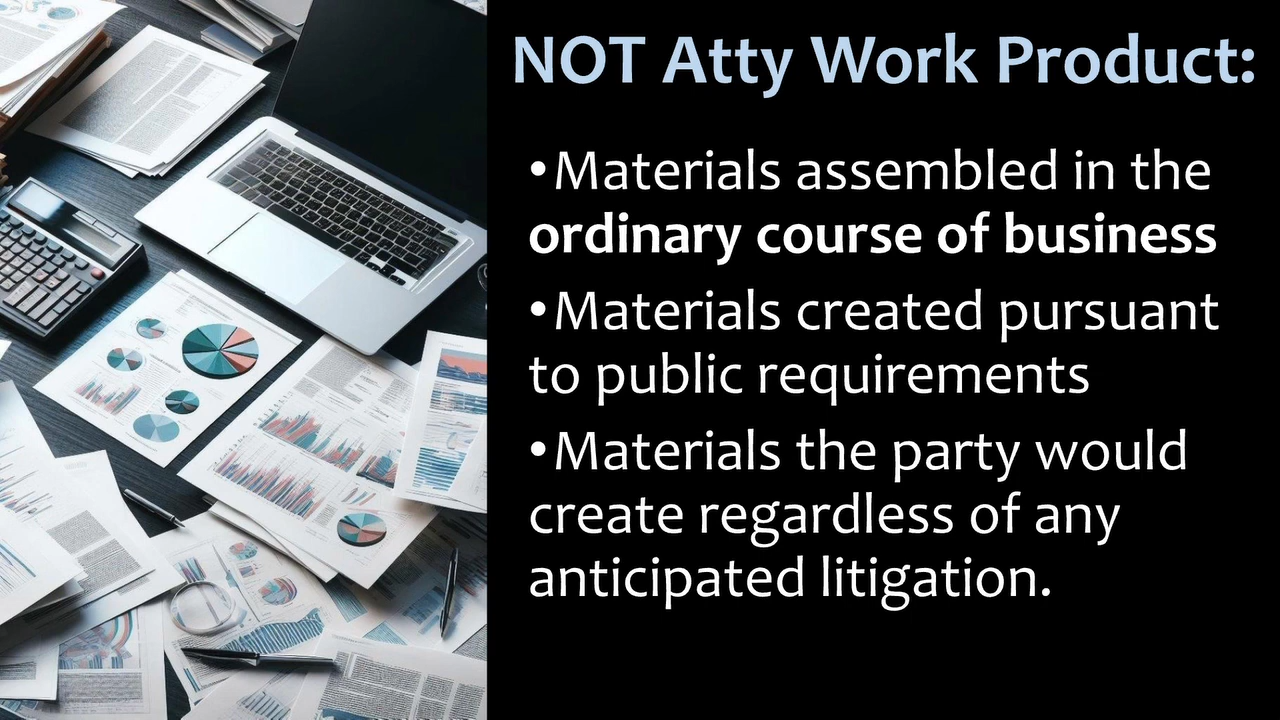 NOT Atty Work Product:
•Materials assembled in the
ordinary course of business
•Materials created pursuant
to public requirements
•Materials the party would
create regardless of any
anticipated litigation.